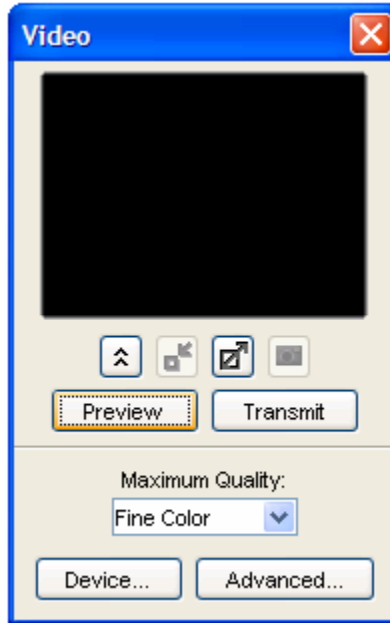 Video
Preview Transmit
Maximum Quality:
Fine Color
Device... Advanced...